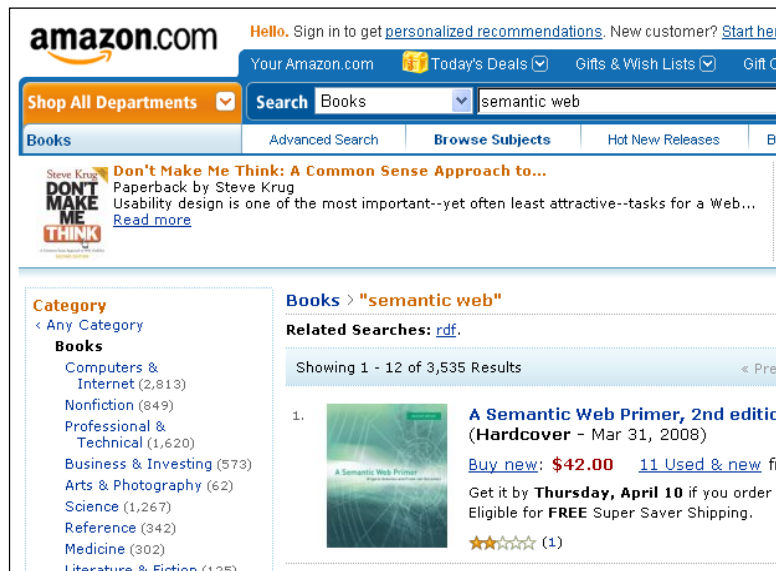 amazon.com
Hello. Sign in to get personalized recommendations. New customer? Start her
Your Amazon.com Today's Deals Gifts & Wish Lists Gift C
Shop All Departments Search Books semantic web
Books Advanced Search Browse Subjects Hot New Releases B
Steve Krug
DON'T
MAKE
ME
THINK
Don't Make Me Think: A Common Sense Approach to...
Paperback by Steve Krug
Usability design is one of the most important--yet often least attractive--tasks for a Web...
Read more
Category
‹ Any Category
Books
Computers &
Internet (2,813)
Nonfiction (849)
Professional &
Technical (1,620)
Business & Investing (573)
Arts & Photography (62)
Science (1,267)
Reference (342)
Medicine (302)
Literature & Fiction (125)
Books > "semantic web"
Related Searches: rdf.
Showing 1 - 12 of 3,535 Results « Pre
1.
A Semantic Web Primer
A Semantic Web Primer, 2nd editio
(Hardcover - Mar 31, 2008)
Buy new: $42.00 11 Used & new f
Get it by Thursday, April 10 if you order
Eligible for FREE Super Saver Shipping.
(1)